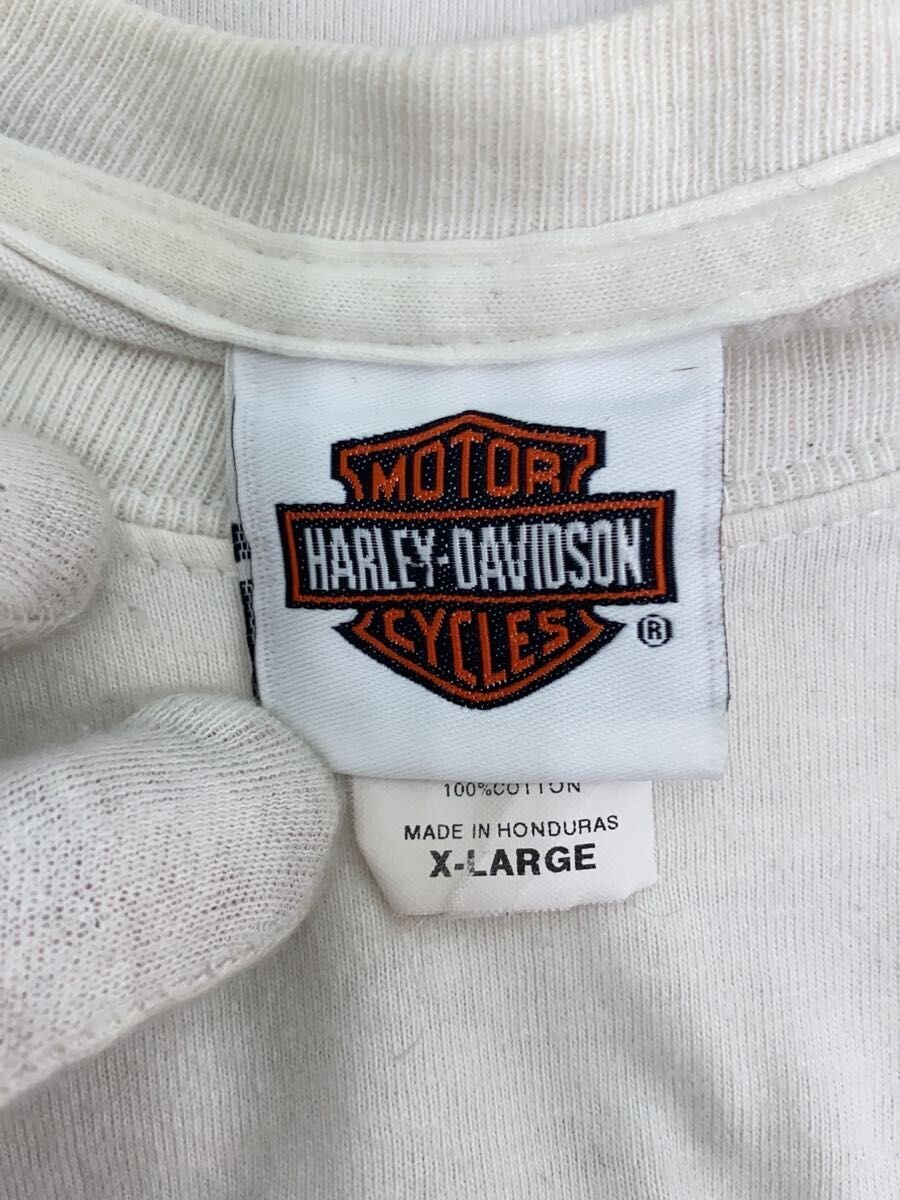 MOTOR
HARLEY-DAVIDSON
CYCLES
®
100%COTTON
MADE IN HONDURAS
X-LARGE